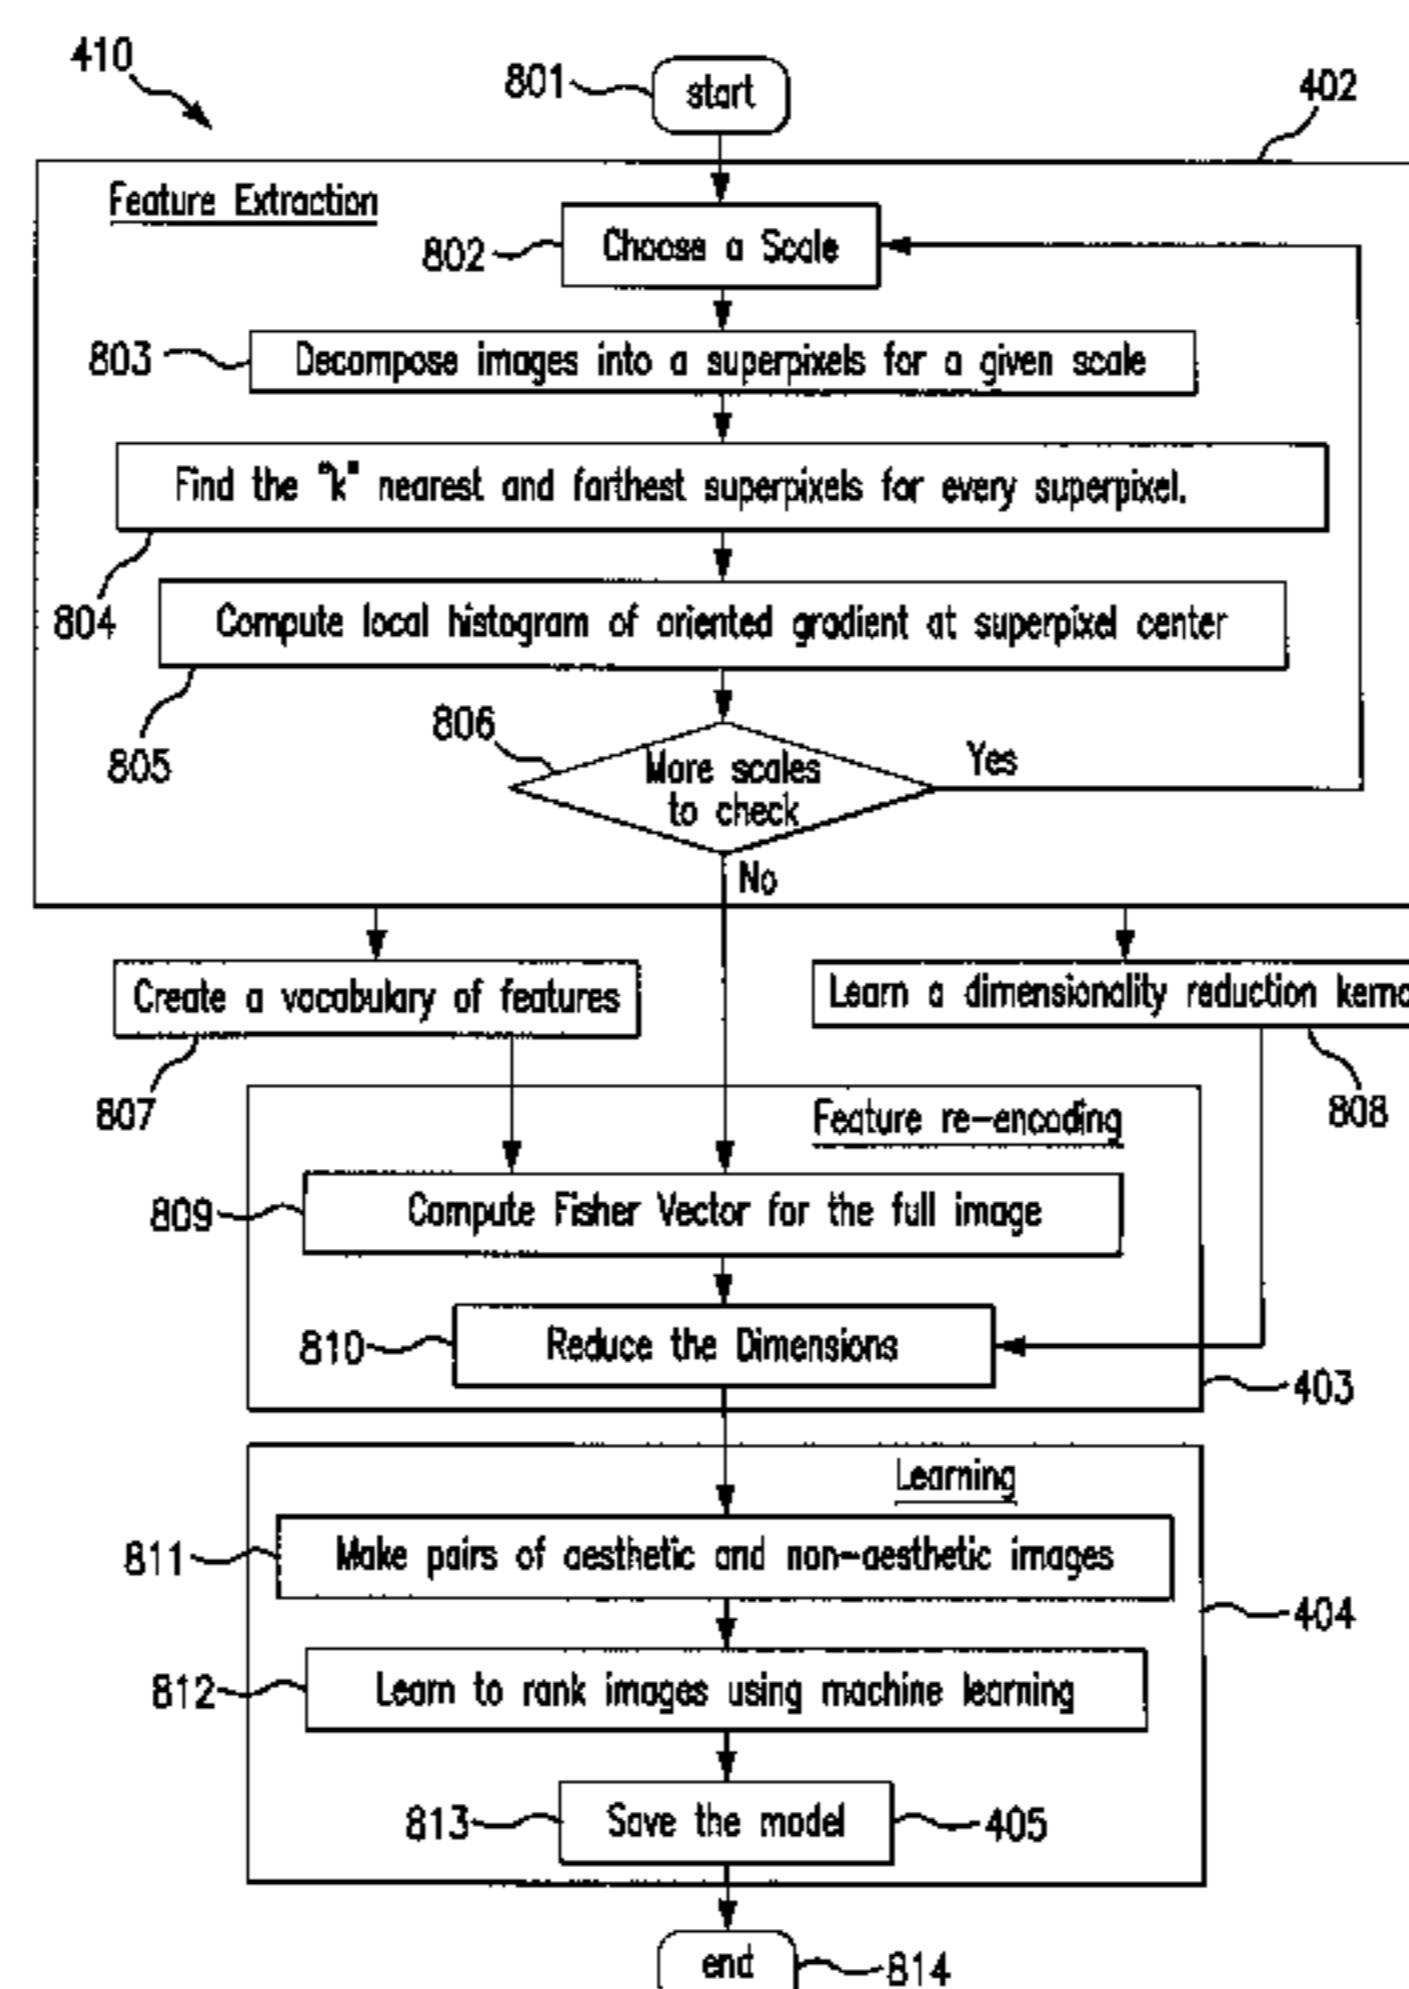 410
801
start
402
Feature Extraction
802
Choose a Scale
803
Decompose images into a superpixels for a given scale
Find the "k" nearest and farthest superpixels for every superpixel.
804
Compute local histogram of oriented gradient at superpixel center
805
806
More scales
to check
Yes
No
Create a vocabulary of features
Learn a dimensionality reduction
807
808
Feature re-encoding
809
Compute Fisher Vector for the full image
810
Reduce the Dimensions
403
Learning
811
Make pairs of aesthetic and non-aesthetic images
404
812
Learn to rank images using machine learning
813
Save the model
405
end
814